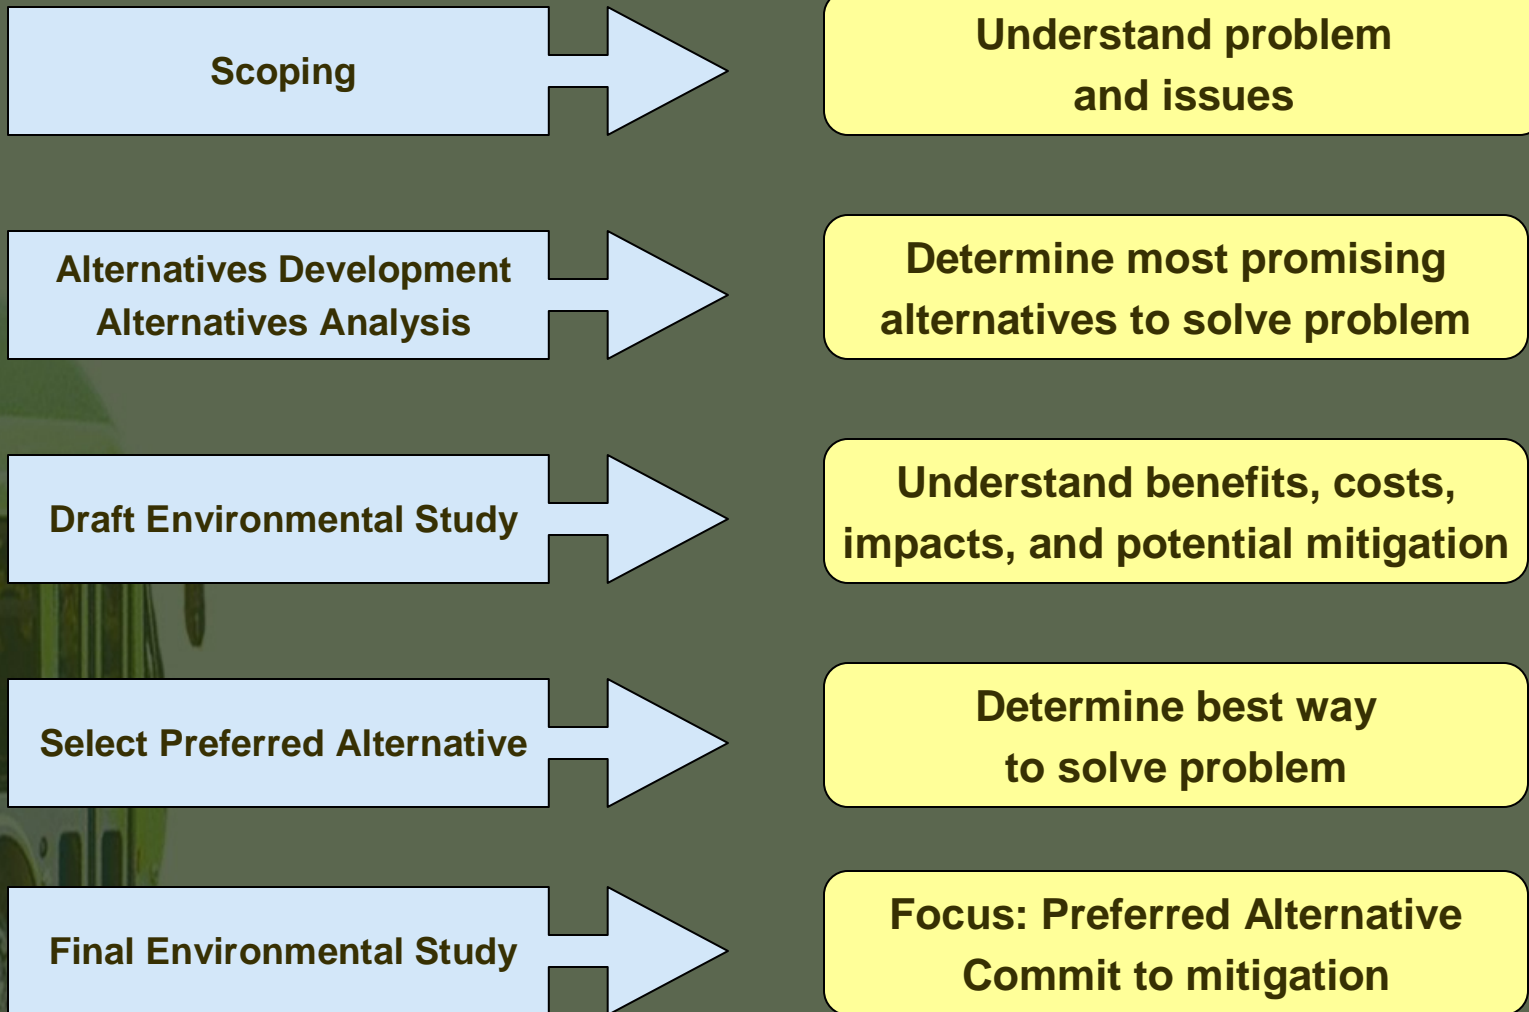 Scoping
Understand problem
and issues
Alternatives Development
Alternatives Analysis
Determine most promising
alternatives to solve problem
Draft Environmental Study
Understand benefits, costs,
impacts, and potential mitigation
Select Preferred Alternative
Determine best way
to solve problem
Final Environmental Study
Focus: Preferred Alternative
Commit to mitigation